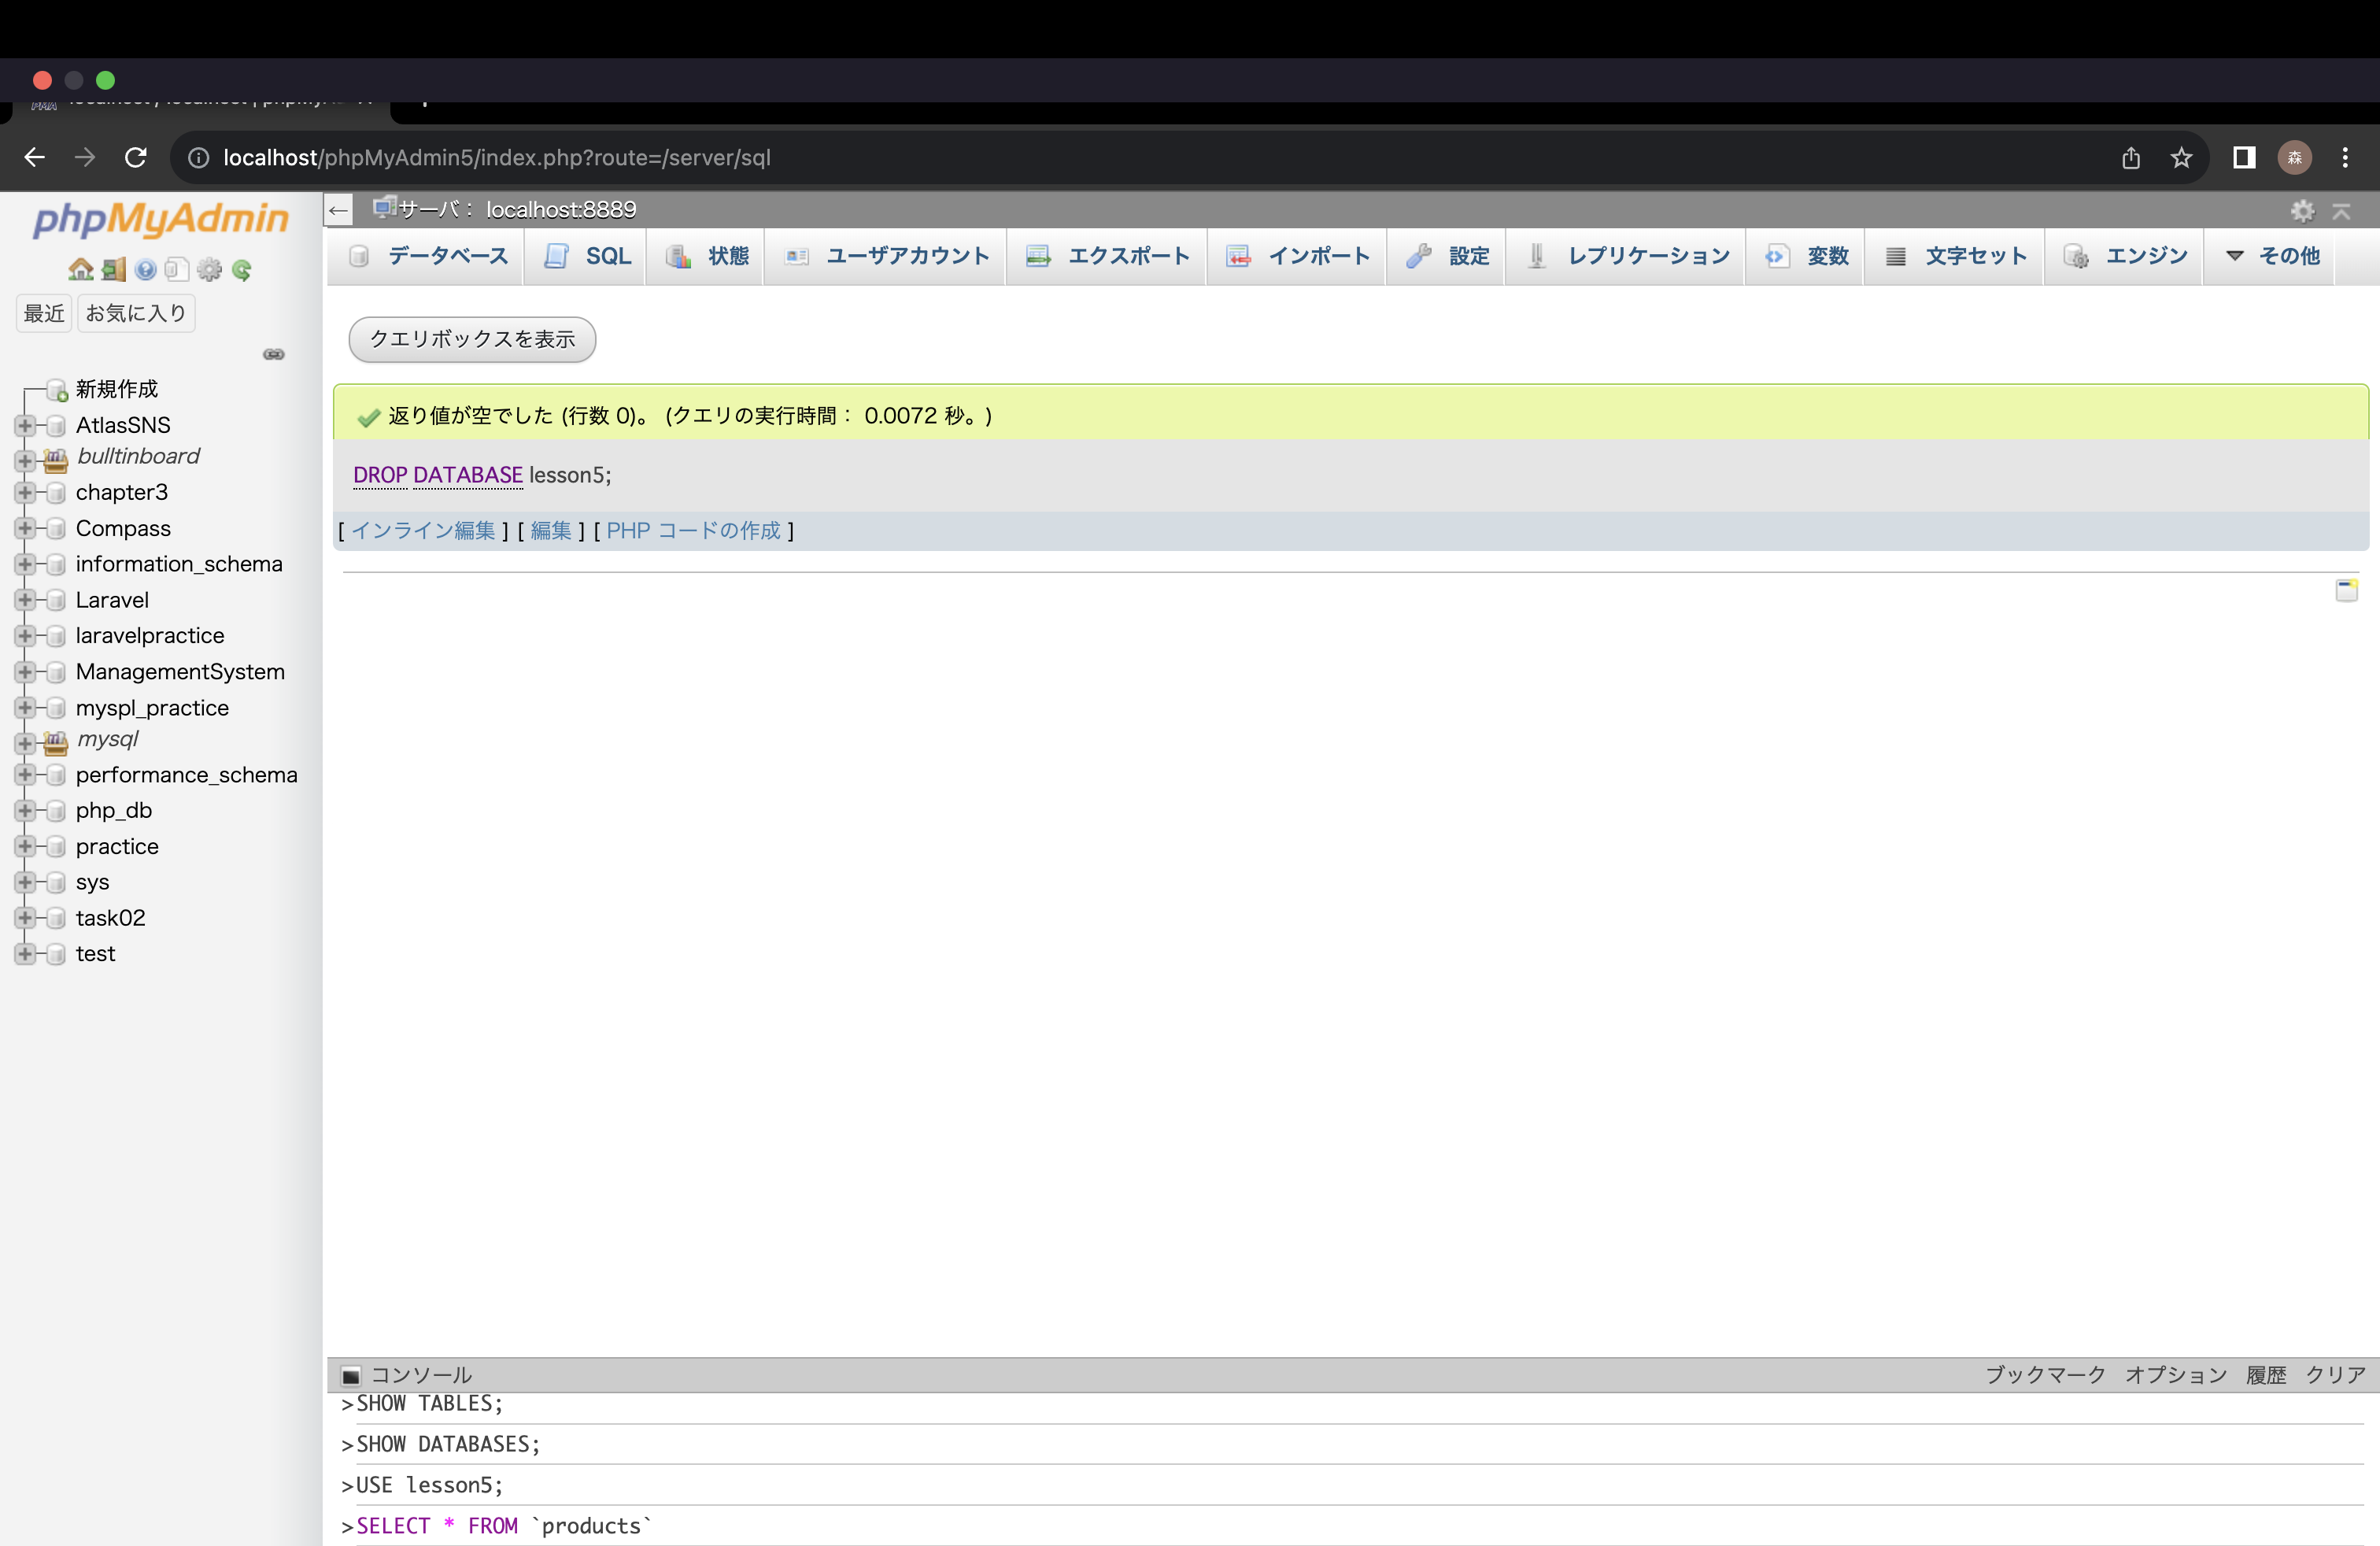 localhost/phpMyAdmin5/index.php?route=/server/sql
森
phpMyAdmin
サーバ： localhost:8889
データベース SQL 状態 ユーザアカウント エクスポート インポート 設定 レプリケーション 変数 文字セット エンジン その他
最近 お気に入り
クエリボックスを表示
新規作成
AtlasSNS
bulltinboard
chapter3
Compass
information_schema
Laravel
laravelpractice
ManagementSystem
myspl_practice
mysql
performance_schema
php_db
practice
sys
task02
test
返り値が空でした (行数 0)。 (クエリの実行時間： 0.0072 秒。)
DROP DATABASE lesson5;
[ インライン編集 ] [ 編集 ] [ PHP コードの作成 ]
コンソール ブックマーク オプション 履歴 クリア
>SHOW TABLES;
>SHOW DATABASES;
>USE lesson5;
>SELECT * FROM `products`